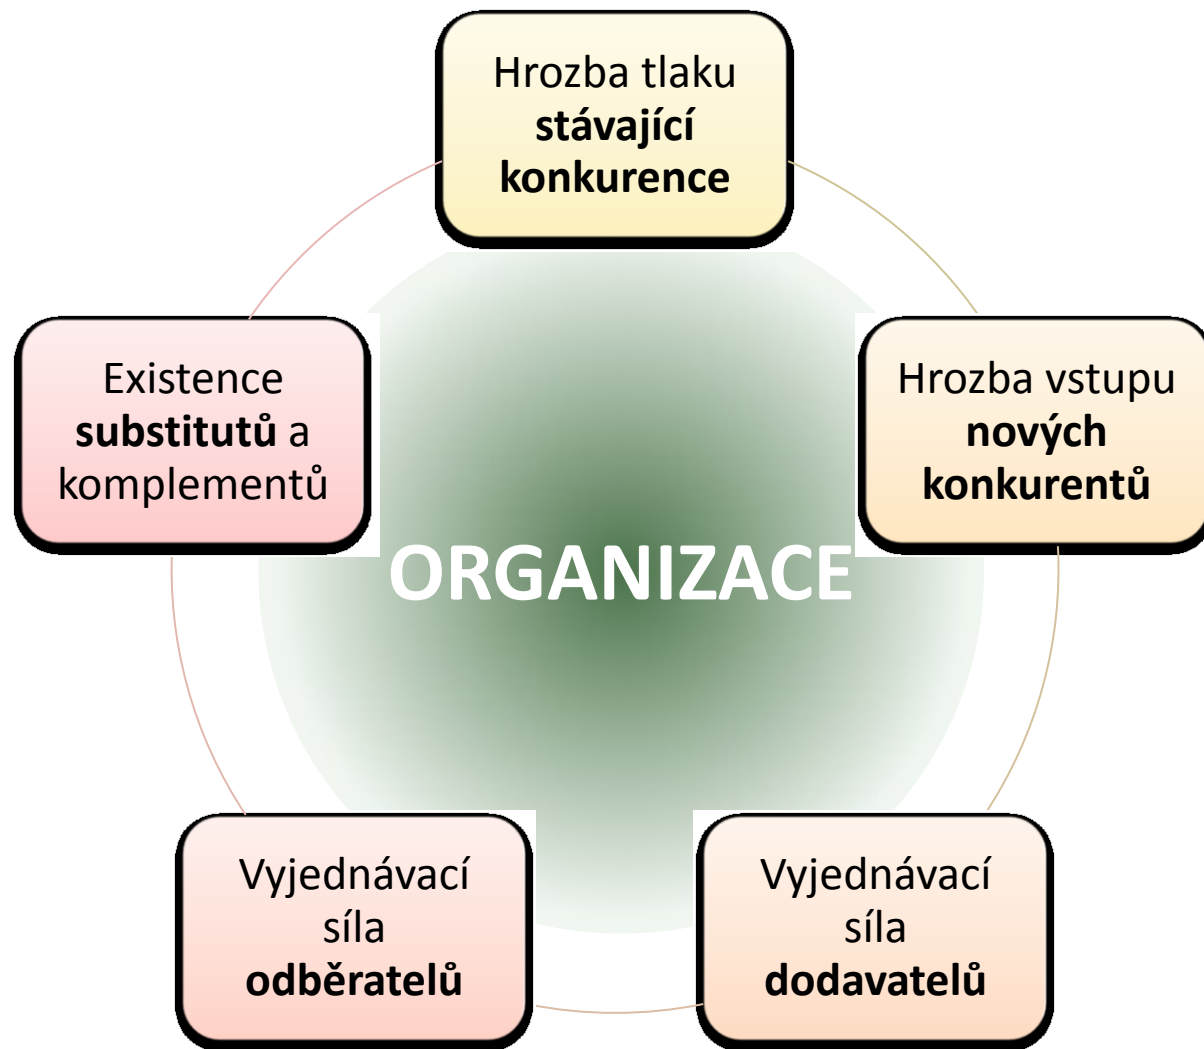 Hrozba tlaku
stávající
konkurence
Existence
substitutů a
komplementů
Hrozba vstupu
nových
konkurentů
ORGANIZACE
Vyjednávací
síla
odběratelů
Vyjednávací
síla
dodavatelů